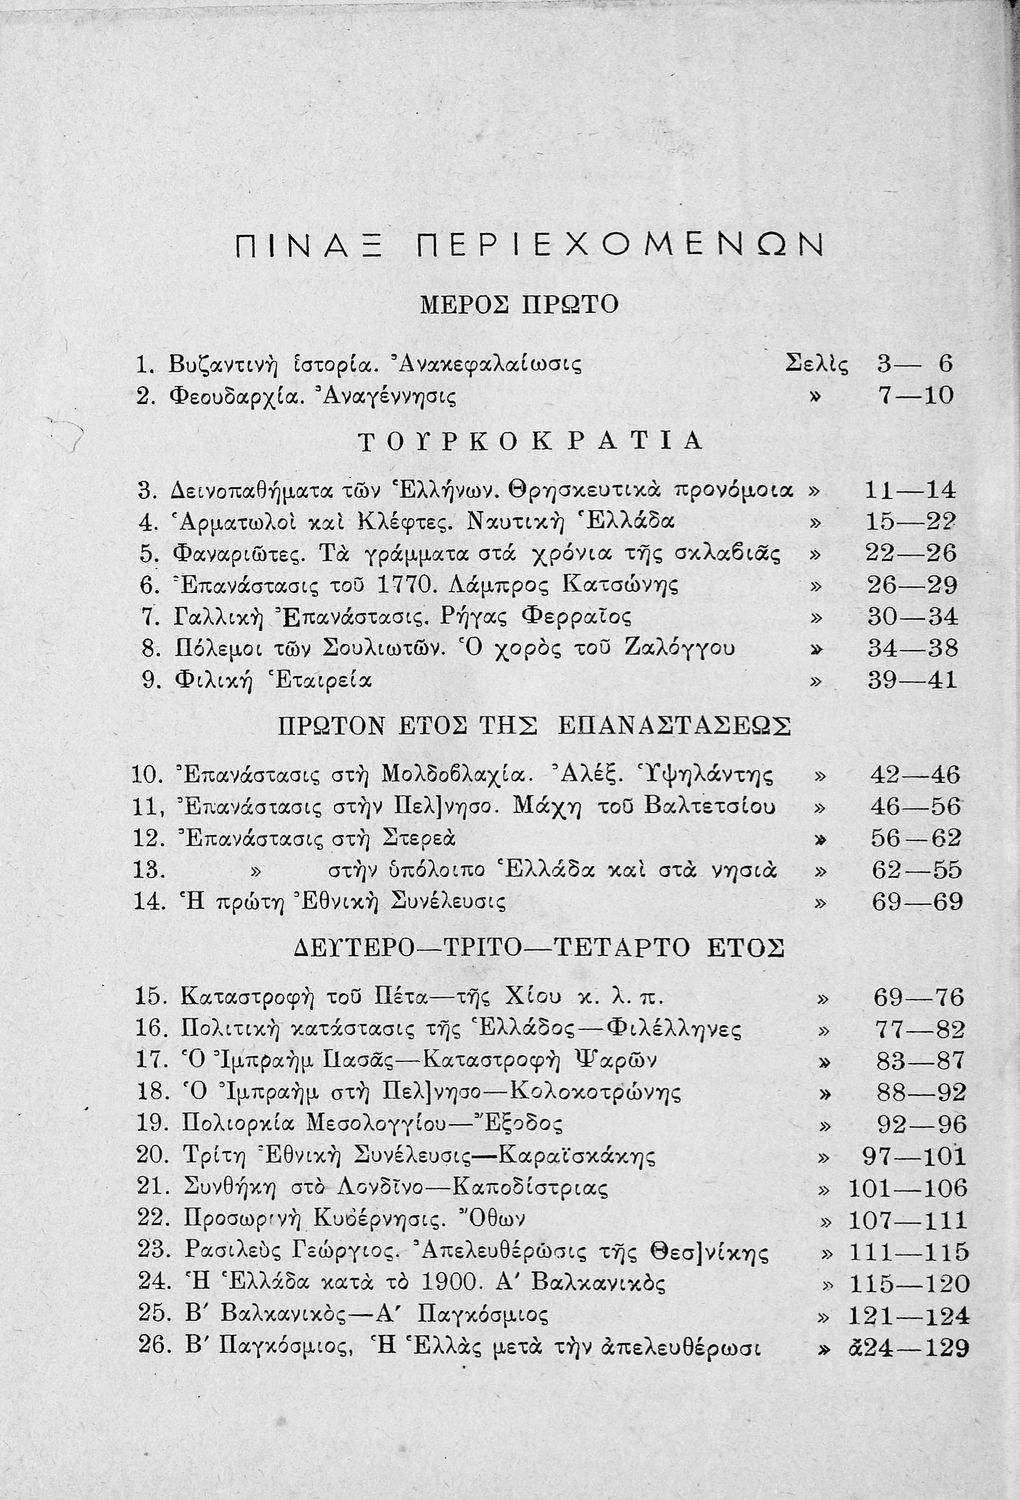 ΠΙΝΑΞ ΠΕΡΙΕΧΟΜΕΝΩΝ
ΜΕΡΟΣ ΠΡΩΤΟ
1. Βυζαντινὴ ἱστορία. Ἀνακεφαλαίωσις Σελὶς 3— 6
2. Φεουδαρχία. Ἀναγέννησις » 7—10
ΤΟΥΡΚΟΚΡΑΤΙΑ
3. Δεινοπαθήματα τῶν Ἑλλήνων. Θρησκευτικὰ προνόμοια » 11—14
4. Ἁρματωλοὶ καὶ Κλέφτες. Ναυτικὴ Ἑλλάδα » 15—22
5. Φαναριῶτες. Τὰ γράμματα στά χρόνια τῆς σκλαβιᾶς » 22—26
6. Ἐπανάστασις τοῦ 1770. Λάμπρος Κατσώνης » 26—29
7. Γαλλικὴ Ἐπανάστασις. Ρήγας Φερραῖος » 30—34
8. Πόλεμοι τῶν Σουλιωτῶν. Ὁ χορὸς τοῦ Ζαλόγγου » 34—38
9. Φιλική Ἑταιρεία » 39—41
ΠΡΩΤΟΝ ΕΤΟΣ ΤΗΣ ΕΠΑΝΑΣΤΑΣΕΩΣ
10. Ἐπανάστασις στὴ Μολδοβλαχία. Ἀλέξ. Ὑψηλάντης » 42—46
11, Ἐπανάστασις στὴν Πελ]νησο. Μάχη τοῦ Βαλτετσίου » 46—56
12. Ἐπανάστασις στὴ Στερεὰ » 56—62
13. » στὴν ὑπόλοιπο Ἑλλάδα καὶ στὰ νησιὰ » 62—55
14. Ἡ πρώτη Ἐθνικὴ Συνέλευσις » 69—69
ΔΕΥΤΕΡΟ—ΤΡΙΤΟ—ΤΕΤΑΡΤΟ ΕΤΟΣ
15. Καταστροφὴ τοῦ Πέτα—τῆς Χίου κ. λ. π. » 69—76
16. Πολιτικὴ κατάστασις τῆς Ἑλλάδος—Φιλέλληνες » 77—82
17. Ὁ Ἰμπραὴμ Πασᾶς—Καταστροφὴ Ψαρῶν » 83—87
18. Ὁ Ἰμπραὴμ στὴ Πελ]νησο—Κολοκοτρώνης » 88—92
19. Πολιορκία Μεσολογγίου—Ἔξοδος » 92—96
20. Τρίτη Ἐθνικὴ Συνέλευσις—Καραϊσκάκης » 97—101
21. Συνθήκη στὸ Λονδῖνο—Καποδίστριας » 101—106
22. Προσωρινὴ Κυβέρνησις. Ὄθων » 107—111
23. Ρασιλεὺς Γεώργιος. Ἀπελευθέρωσις τῆς Θεσ]νίκης » 111—115
24. Ἡ Ἑλλάδα κατὰ τὸ 1900. Α' Βαλκανικὸς » 115—120
25. Β' Βαλκανικὸς—Α' Παγκόσμιος » 121—124
26. Β' Παγκόσμιος, Ἡ Ἑλλὰς μετὰ τὴν ἀπελευθέρωσι » ἄ24—129